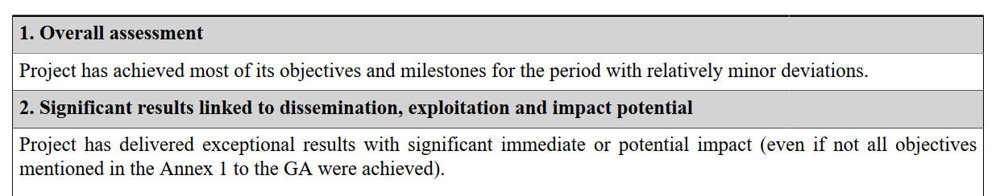 1. Overall assessment
Project has achieved most of its objectives and milestones for the period with relatively minor deviations.
2. Significant results linked to dissemination, exploitation and impact potential
Project has delivered exceptional results with significant immediate or potential impact (even if not all objectives
mentioned in the Annex 1 to the GA were achieved).